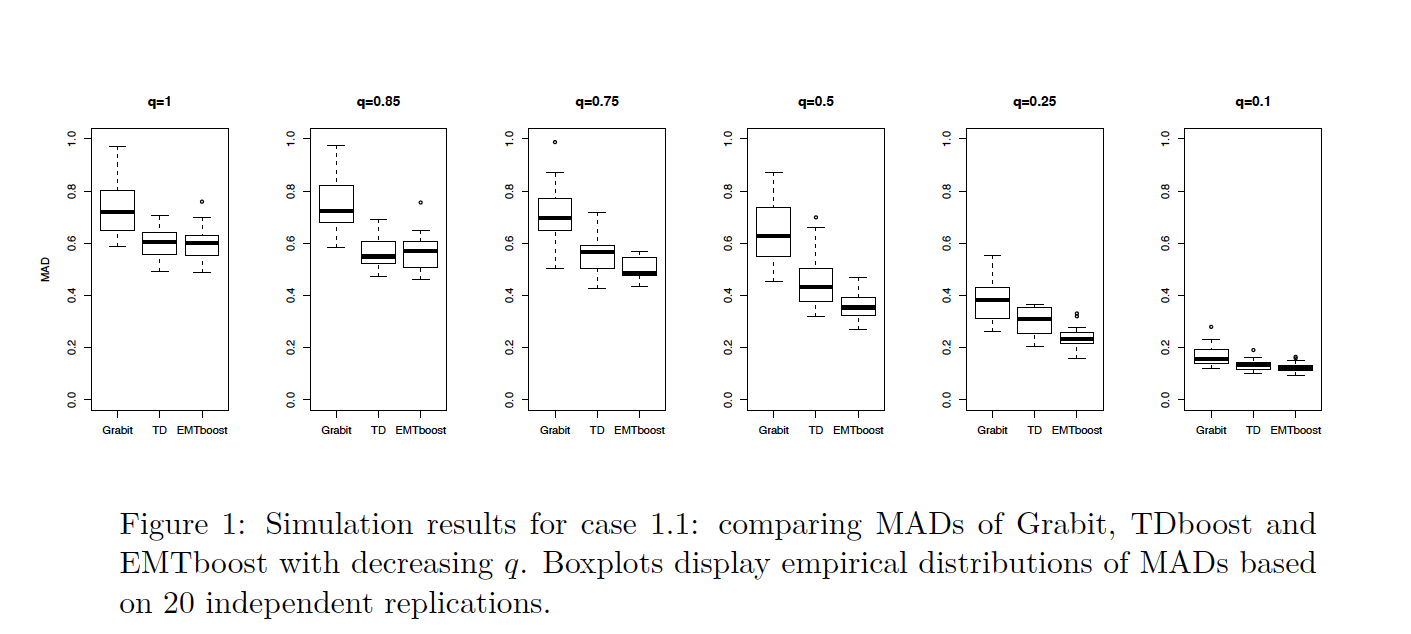 q=1 q=0.85 q=0.75 q=0.5 q=0.25 q=0.1
MAD
1.0 1.0 1.0 1.0 1.0 1.0
0.8 0.8 0.8 0.8 0.8 0.8
0.6 0.6 0.6 0.6 0.6 0.6
0.4 0.4 0.4 0.4 0.4 0.4
0.2 0.2 0.2 0.2 0.2 0.2
0.0 0.0 0.0 0.0 0.0 0.0
Grabit TD EMTboost Grabit TD EMTboost Grabit TD EMTboost Grabit TD EMTboost Grabit TD EMTboost Grabit TD EMTboost
Figure 1: Simulation results for case 1.1: comparing MADs of Grabit, TDboost and
EMTboost with decreasing q. Boxplots display empirical distributions of MADs based
on 20 independent replications.